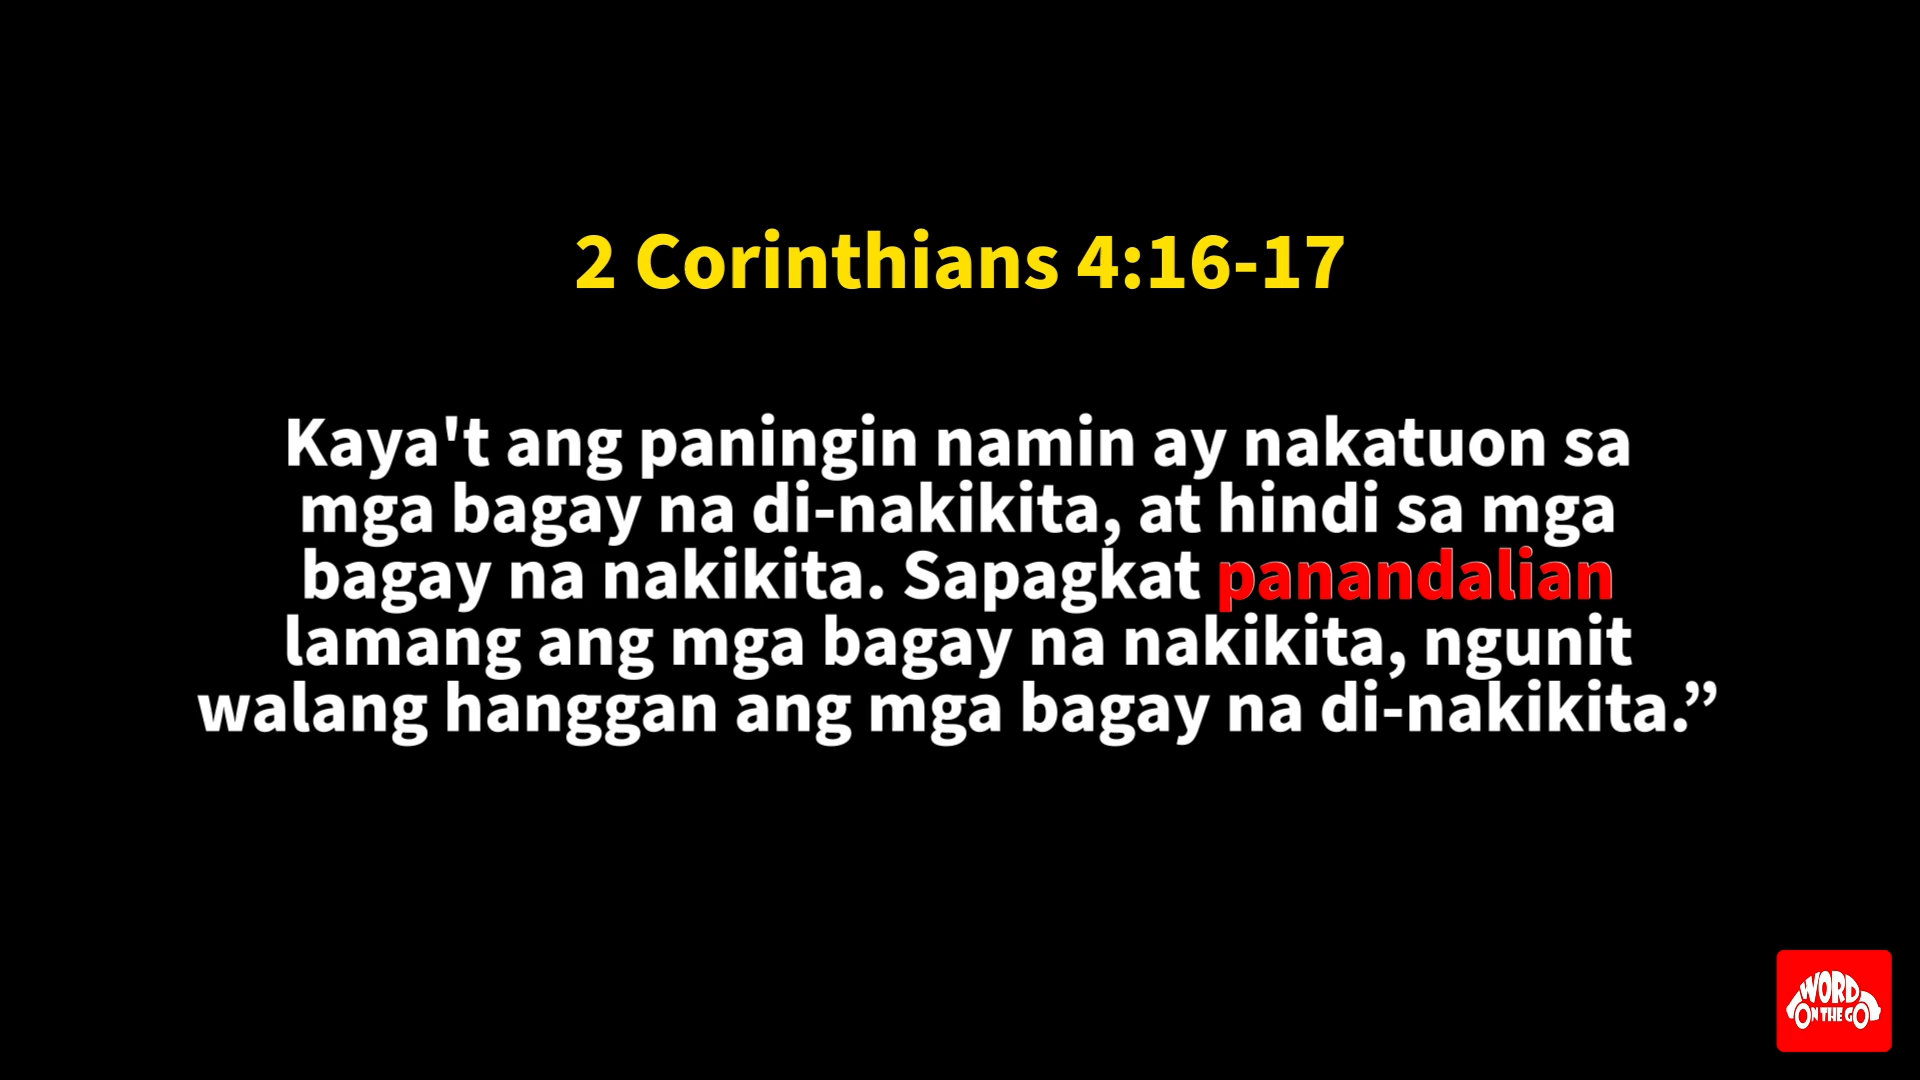 2 Corinthians 4:16-17
Kaya't ang paningin namin ay nakatuon sa
mga bagay na di-nakikita, at hindi sa mga
bagay na nakikita. Sapagkat panandalian
lamang ang mga bagay na nakikita, ngunit
walang hanggan ang mga bagay na di-nakikita.”
WORD
ON THE GO